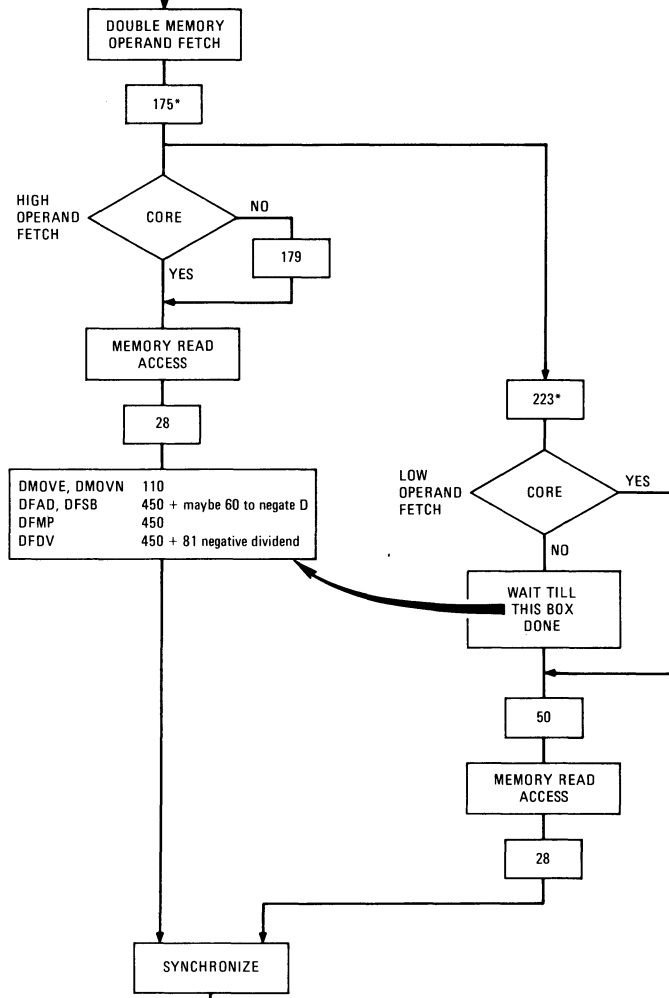 DOUBLE MEMORY
OPERAND FETCH
175*
HIGH
OPERAND
FETCH
CORE
NO
179
YES
MEMORY READ
ACCESS
28
DMOVE, DMOVN 110
DFAD, DFSB 450 + maybe 60 to negate D
DFMP 450
DFDV 450 + 81 negative dividend
223*
LOW
OPERAND
FETCH
CORE
YES
NO
WAIT TILL
THIS BOX
DONE
50
MEMORY READ
ACCESS
28
SYNCHRONIZE